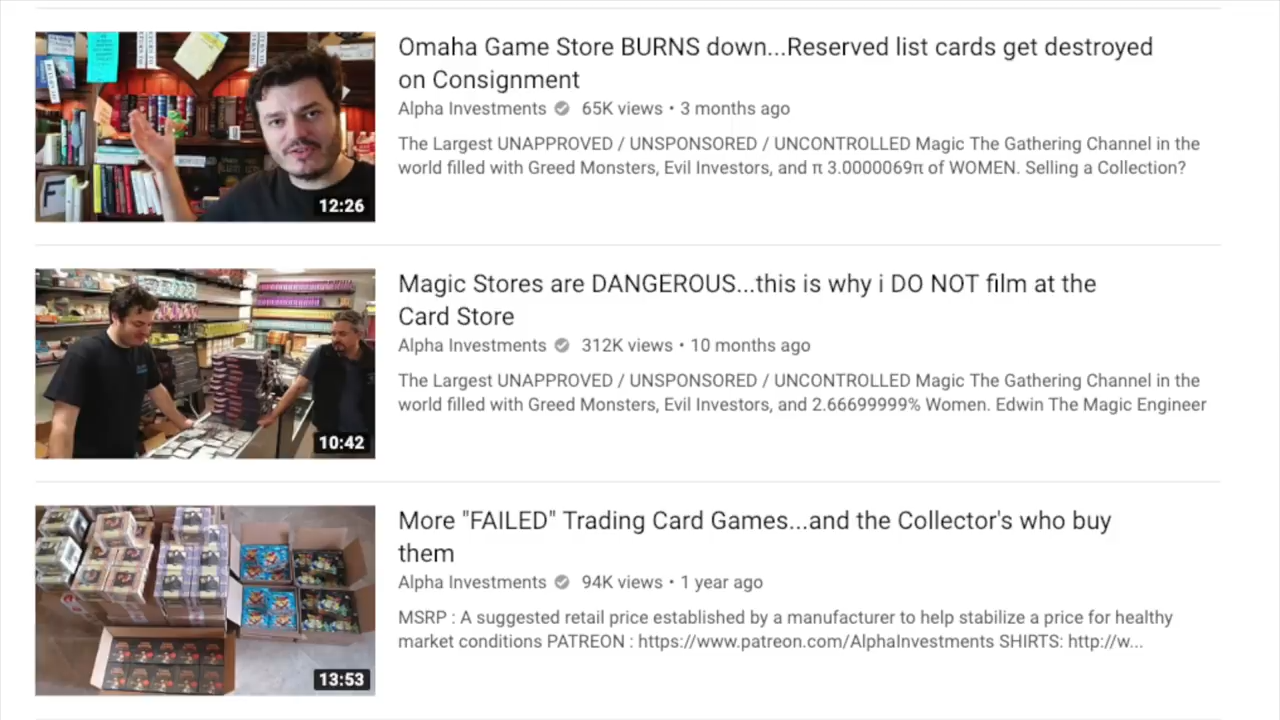 Omaha Game Store BURNS down...Reserved list cards get destroyed
on Consignment
Alpha Investments 65K views • 3 months ago
The Largest UNAPPROVED / UNSPONSORED / UNCONTROLLED Magic The Gathering Channel in the
world filled with Greed Monsters, Evil Investors, and π 3.0000069π of WOMEN. Selling a Collection?
12:26
Magic Stores are DANGEROUS...this is why i DO NOT film at the
Card Store
Alpha Investments 312K views • 10 months ago
The Largest UNAPPROVED / UNSPONSORED / UNCONTROLLED Magic The Gathering Channel in the
world filled with Greed Monsters, Evil Investors, and 2.66699999% Women. Edwin The Magic Engineer
10:42
More "FAILED" Trading Card Games...and the Collector's who buy
them
Alpha Investments 94K views • 1 year ago
MSRP : A suggested retail price established by a manufacturer to help stabilize a price for healthy
market conditions PATREON : https://www.patreon.com/AlphaInvestments SHIRTS: http://w...
13:53